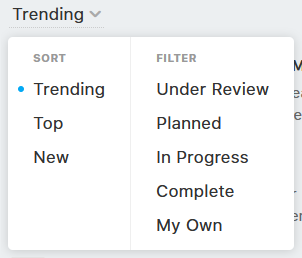 Trending
SORT
Trending
Top
New
FILTER
Under Review
Planned
In Progress
Complete
My Own